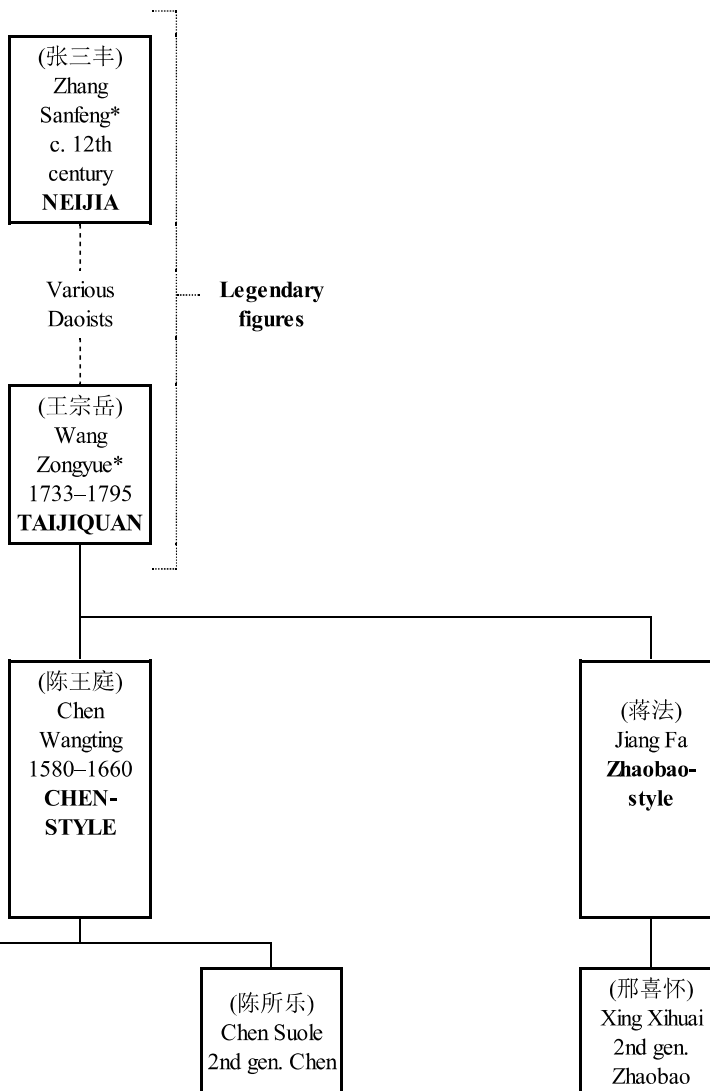 (张三丰)
Zhang
Sanfeng*
c. 12th
century
NEIJIA
Various
Daoists
Legendary
figures
(王宗岳)
Wang
Zongyue*
1733–1795
TAIJIQUAN
(陈王庭)
Chen
Wangting
1580–1660
CHEN-
STYLE
(蒋法)
Jiang Fa
Zhaobao-
style
(陈所乐)
Chen Suole
2nd gen. Chen
(邢喜怀)
Xing Xihuai
2nd gen.
Zhaobao